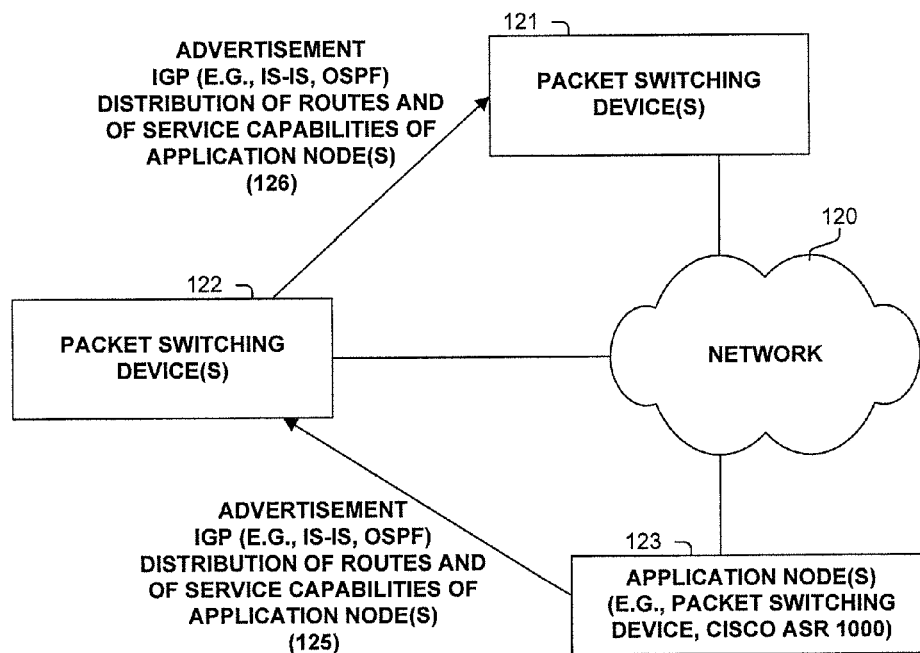 121
ADVERTISEMENT
IGP (E.G., IS-IS, OSPF)
DISTRIBUTION OF ROUTES AND
OF SERVICE CAPABILITIES OF
APPLICATION NODE(S)
(126)
PACKET SWITCHING
DEVICE(S)
120
122
PACKET SWITCHING
DEVICE(S)
NETWORK
ADVERTISEMENT
IGP (E.G., IS-IS, OSPF)
DISTRIBUTION OF ROUTES AND
OF SERVICE CAPABILITIES OF
APPLICATION NODE(S)
(125)
123
APPLICATION NODE(S)
(E.G., PACKET SWITCHING
DEVICE, CISCO ASR 1000)